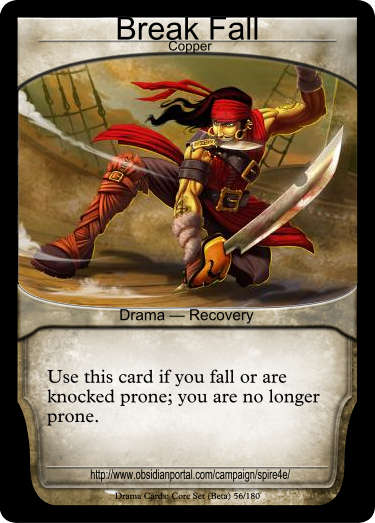 Break Fall
Copper
Drama — Recovery
Use this card if you fall or are
knocked prone; you are no longer
prone.
http://www.obsidianportal.com/campaign/spire4e/
Drama Cards: Core Set (Beta) 56/180